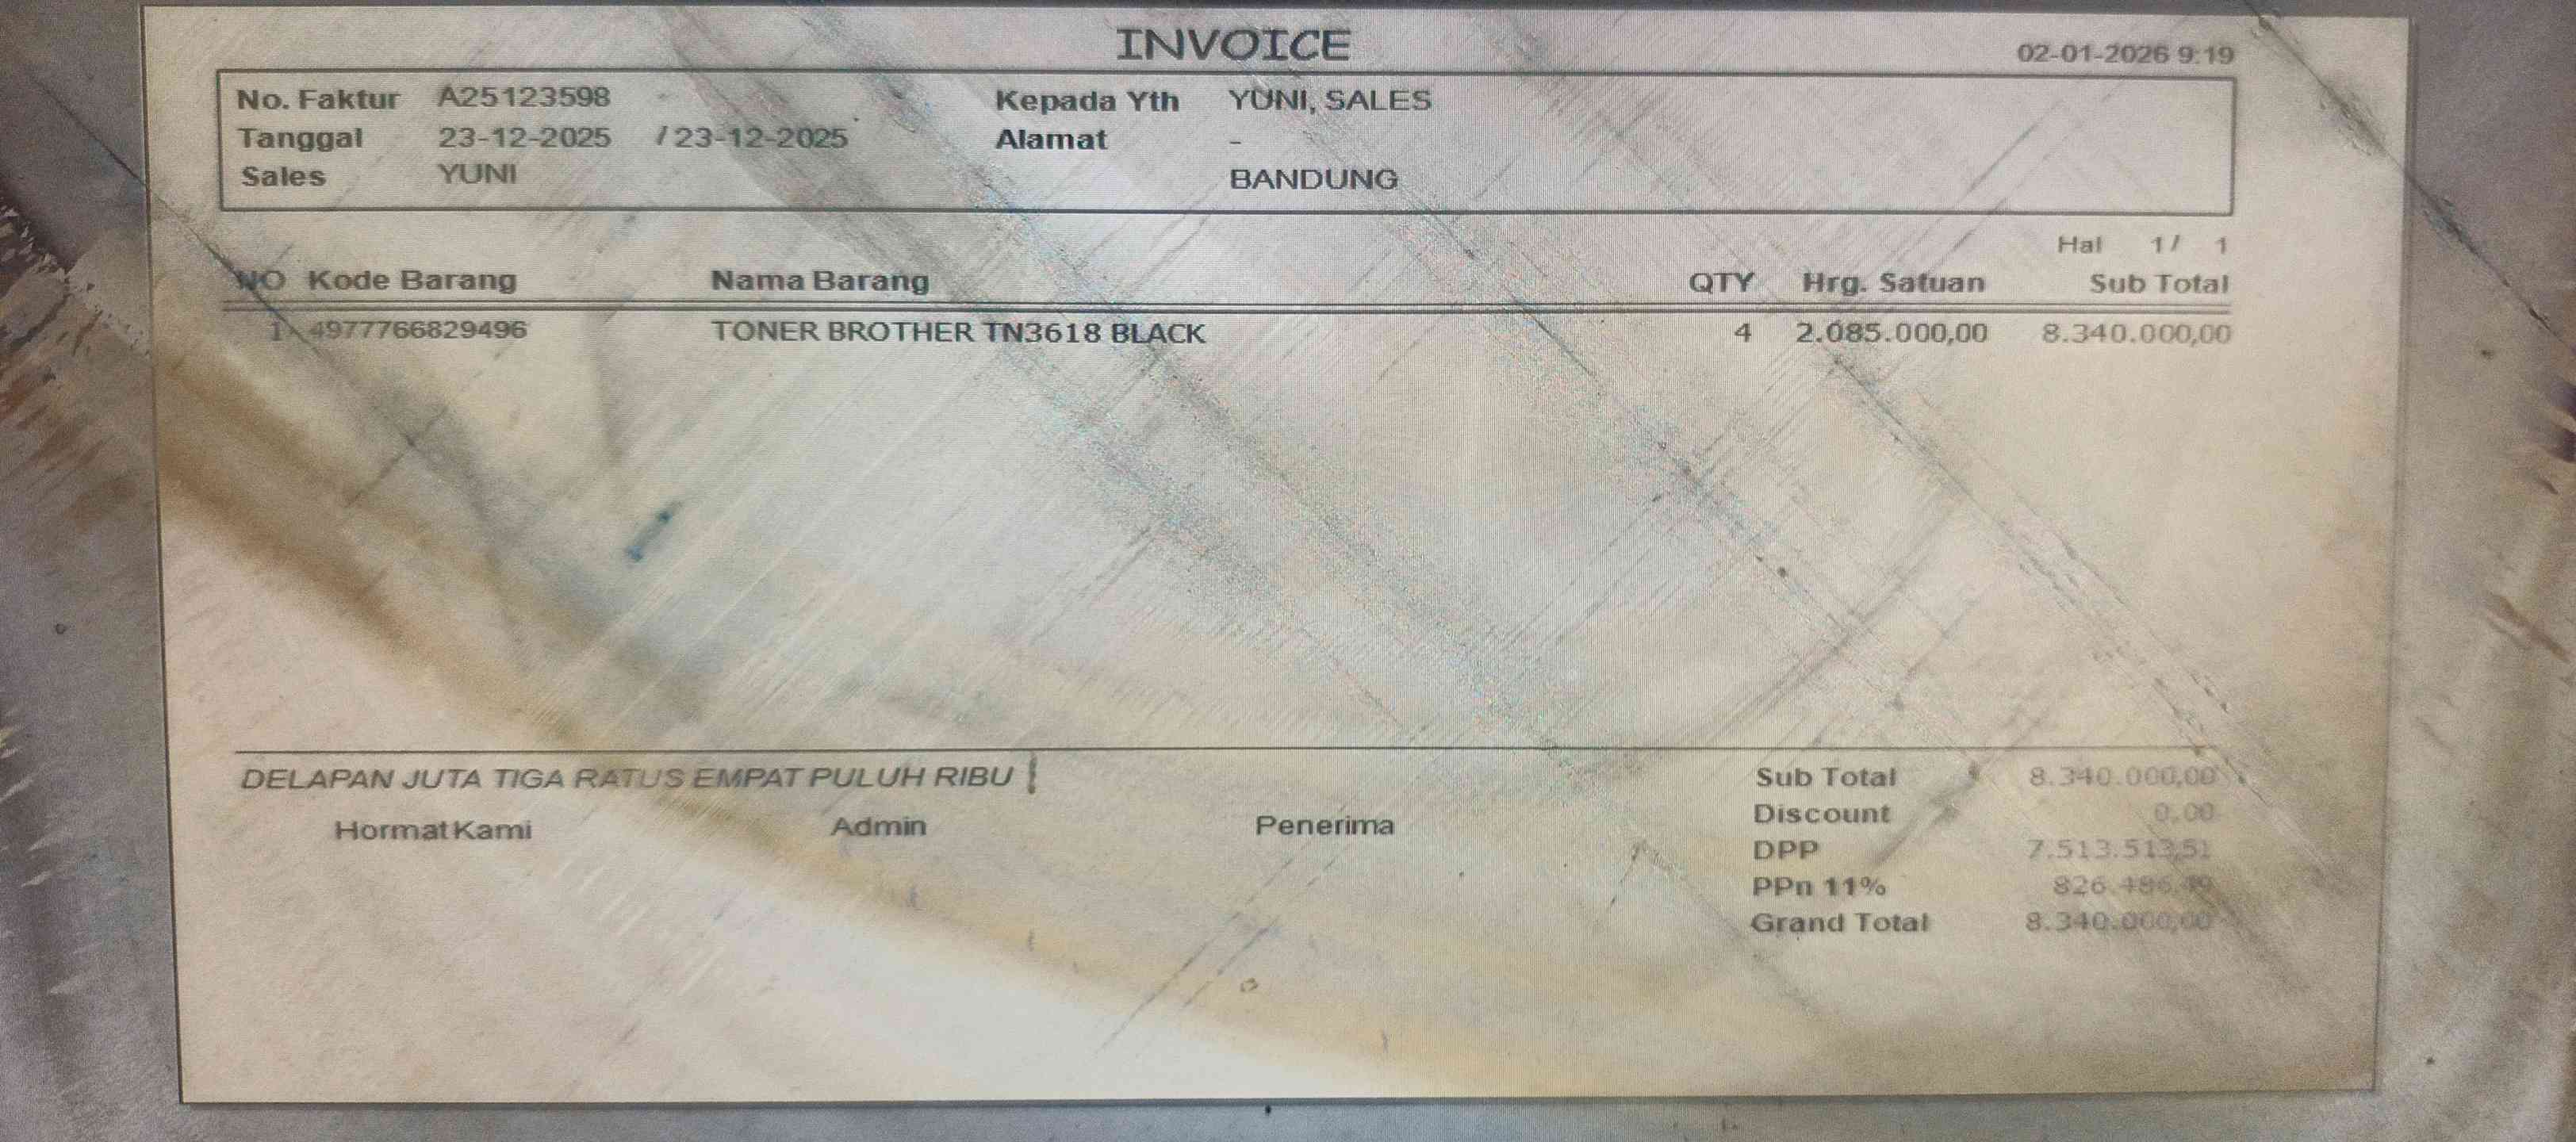 INVOICE
02-01-2026 9:19
No. Faktur A25123598 Kepada Yth YUNI, SALES
Tanggal 23-12-2025 / 23-12-2025 Alamat -
Sales YUNI BANDUNG
Hal 1 / 1
NO Kode Barang Nama Barang QTY Hrg. Satuan Sub Total
1 4977766829496 TONER BROTHER TN3618 BLACK 4 2.085.000,00 8.340.000,00
DELAPAN JUTA TIGA RATUS EMPAT PULUH RIBU Sub Total 8.340.000,00
Hormat Kami Admin Penerima Discount 0,00
DPP 7.513.513,51
PPn 11% 826.486,49
Grand Total 8.340.000,00